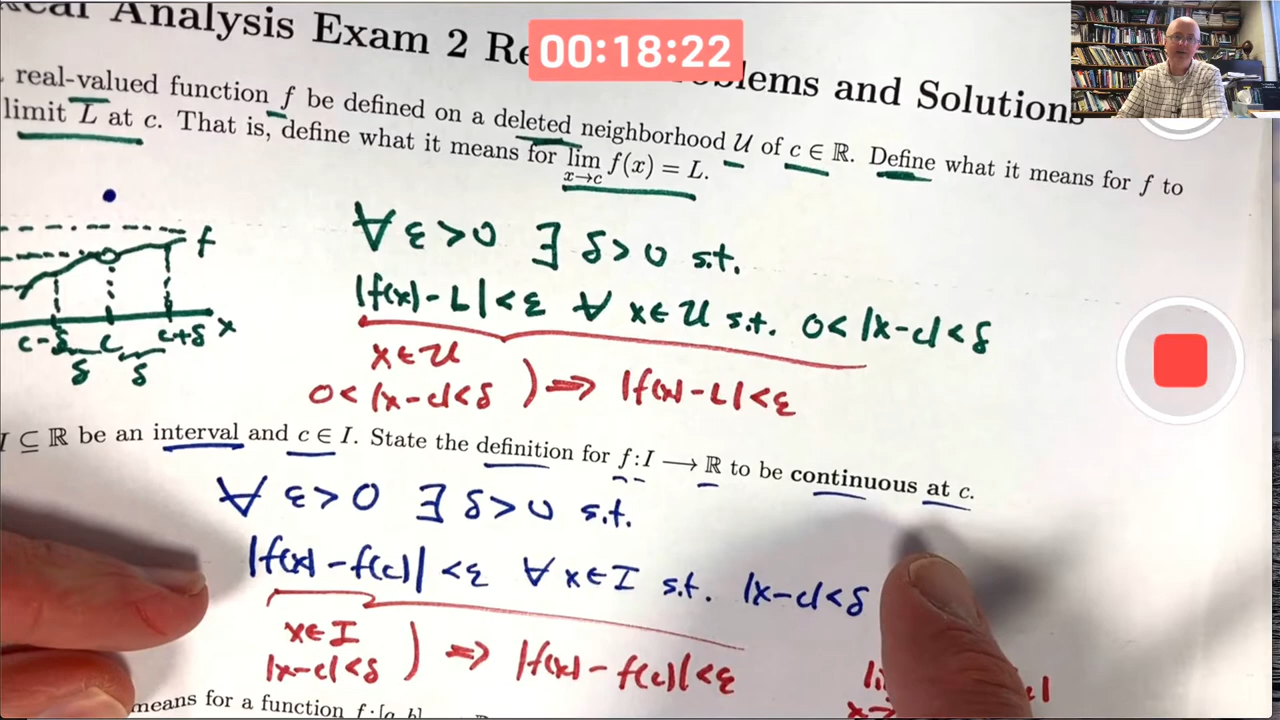 Real Analysis Exam 2 Re
00:18:22
blems and Solutions
real-valued function f be defined on a deleted neighborhood U of c ∈ ℝ. Define what it means for f to
limit L at c. That is, define what it means for lim x→c f(x) = L.
f
c-δ c c+δ x
δ δ
∀ ε>0 ∃ δ>0 s.t.
|f(x)-L|<ε ∀ x∈U s.t. 0<|x-c|<δ
x∈U
0<|x-c|<δ ) ⟹ |f(x)-L|<ε
I ⊆ ℝ be an interval and c ∈ I. State the definition for f : I ⟶ ℝ to be continuous at c.
∀ ε>0 ∃ δ>0 s.t.
|f(x)-f(c)|<ε ∀ x∈I s.t. |x-c|<δ
x∈I
|x-c|<δ ) ⟹ |f(x)-f(c)|<ε
means for a function f:[a, b]